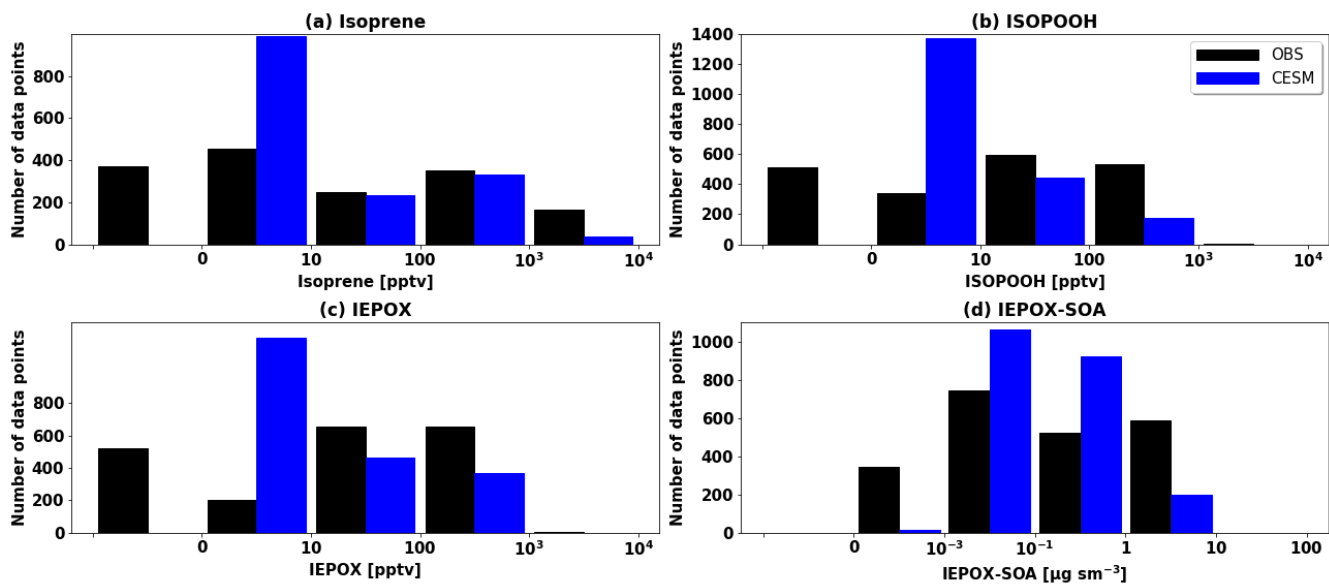 (a) Isoprene
Number of data points
800
600
400
200
0
0 10 100 10³ 10⁴
Isoprene [pptv]
(b) ISOPOOH
Number of data points
1400
1200
1000
800
600
400
200
0
OBS
CESM
0 10 100 10³ 10⁴
ISOPOOH [pptv]
(c) IEPOX
Number of data points
800
600
400
200
0
0 10 100 10³ 10⁴
IEPOX [pptv]
(d) IEPOX-SOA
Number of data points
1000
800
600
400
200
0
0 10⁻³ 10⁻¹ 1 10 100
IEPOX-SOA [μg sm⁻³]